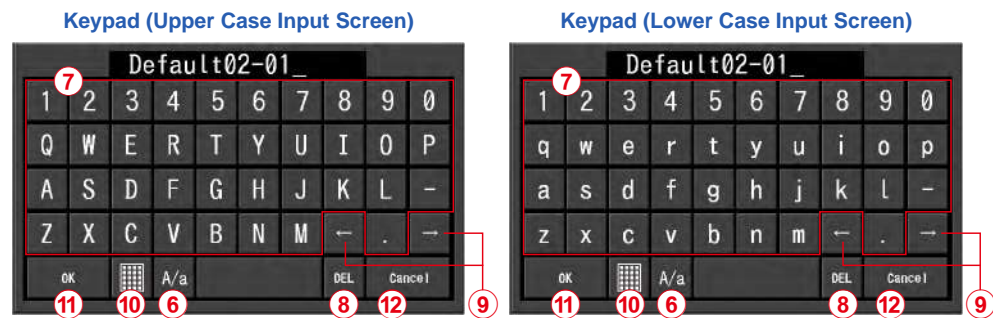 Keypad (Upper Case Input Screen)
Default02-01_
7
1 2 3 4 5 6 7 8 9 0
Q W E R T Y U I O P
A S D F G H J K L -
Z X C V B N M ← . →
OK A/a DEL Cancel
11 10 6 8 12 9
Keypad (Lower Case Input Screen)
Default02-01_
7
1 2 3 4 5 6 7 8 9 0
q w e r t y u i o p
a s d f g h j k l -
z x c v b n m ← . →
OK A/a DEL Cancel
11 10 6 8 12 9